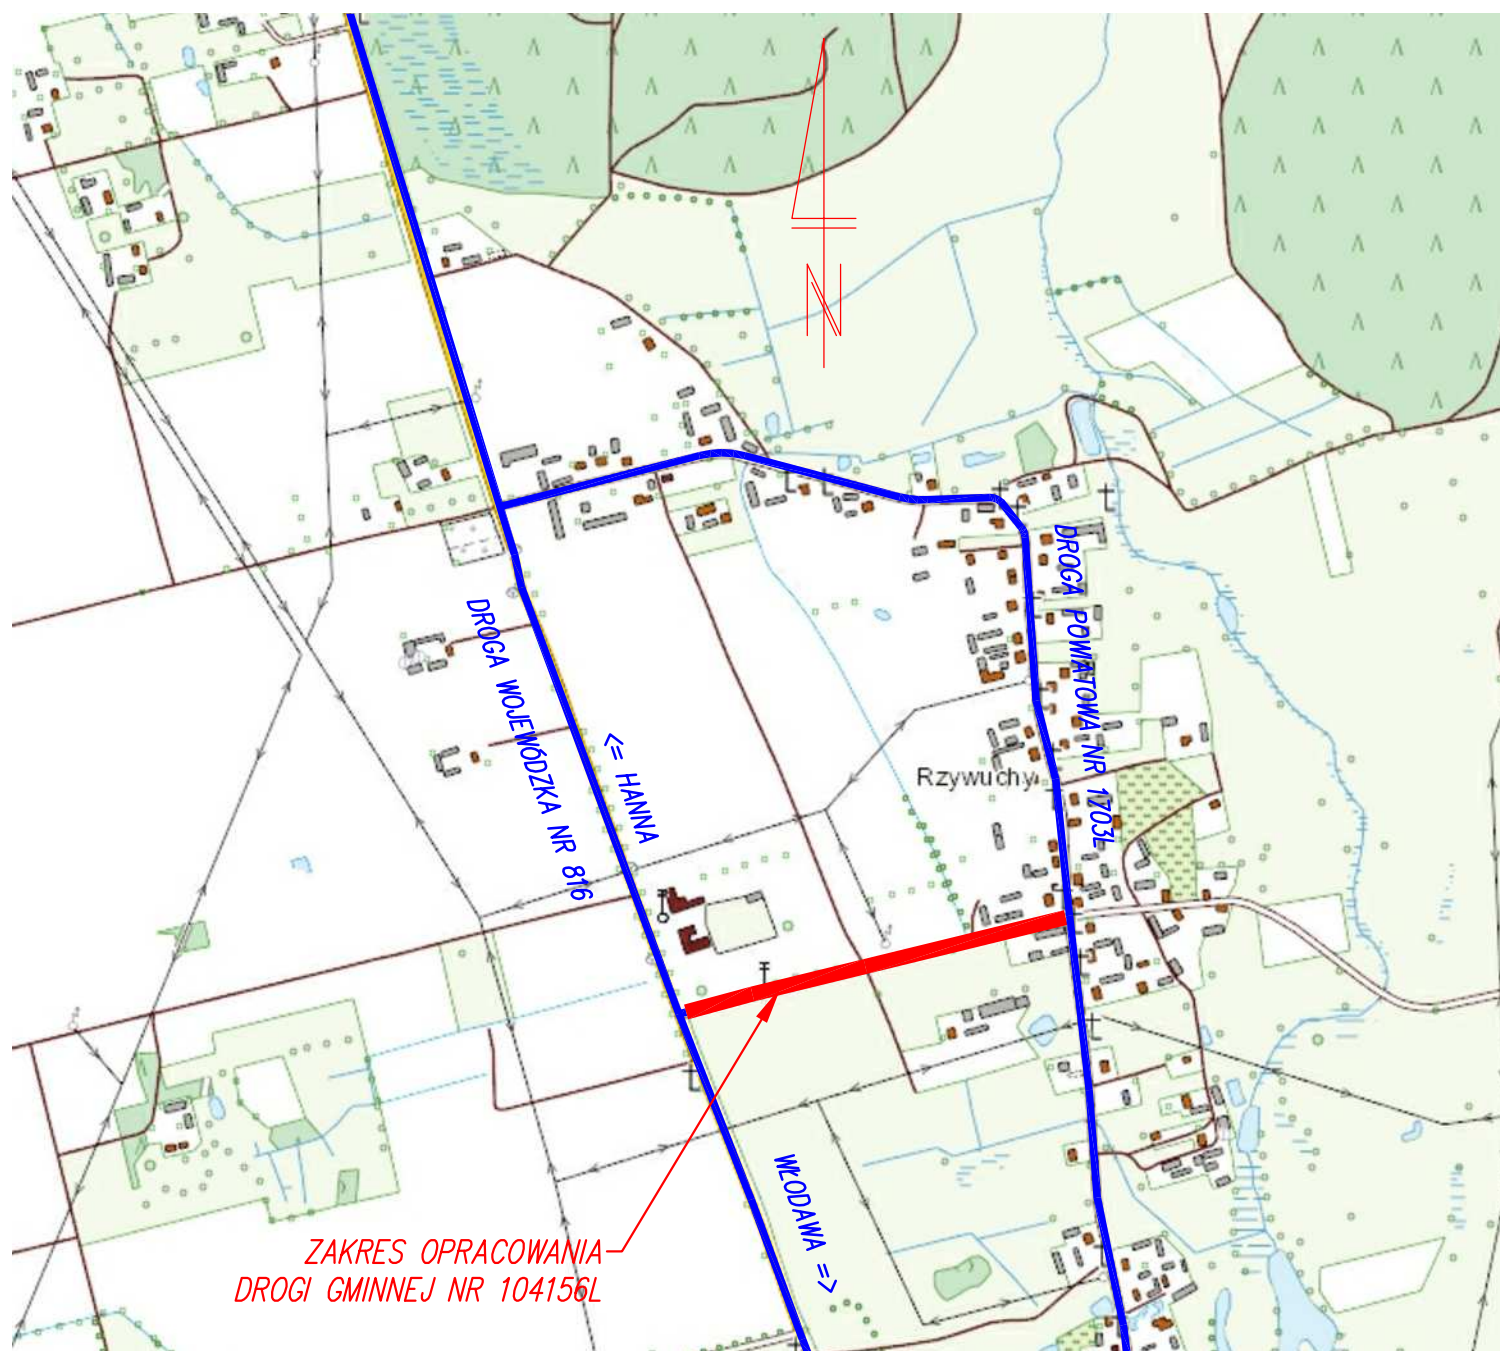 N
DROGA POWIATOWA NR 1703L
DROGA WOJEWÓDZKA NR 816
<= HANNA
Rzywuchy
WŁODAWA =>
ZAKRES OPRACOWANIA
DROGI GMINNEJ NR 104156L